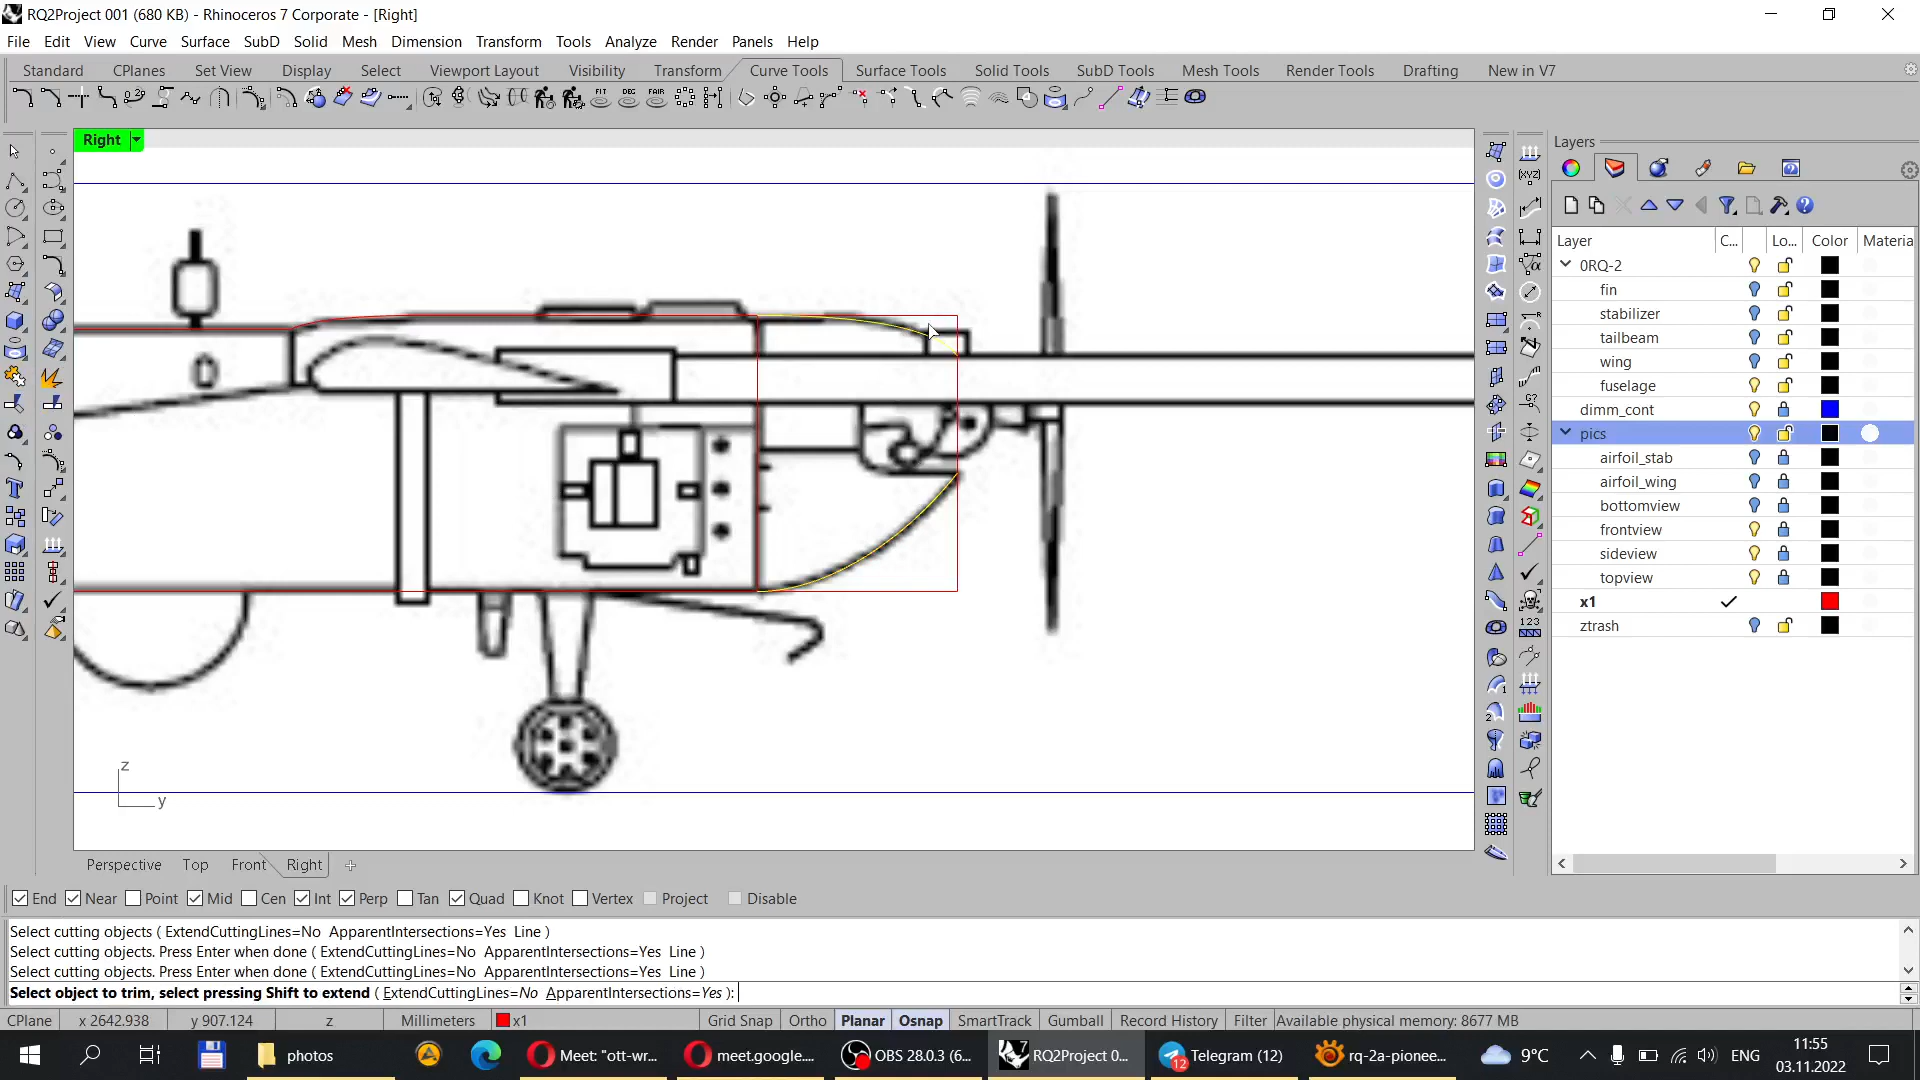 RQ2Project 001 (680 KB) - Rhinoceros 7 Corporate - [Right]
File Edit View Curve Surface SubD Solid Mesh Dimension Transform Tools Analyze Render Panels Help
Standard CPlanes Set View Display Select Viewport Layout Visibility Transform Curve Tools Surface Tools Solid Tools SubD Tools Mesh Tools Render Tools Drafting New in V7
Right
Layers
Layer C... Lo... Color Materia
0RQ-2
fin
stabilizer
tailbeam
wing
fuselage
dimm_cont
pics
airfoil_stab
airfoil_wing
bottomview
frontview
sideview
topview
x1
ztrash
z
y
Perspective Top Front Right
End Near Point Mid Cen Int Perp Tan Quad Knot Vertex Project Disable
Select cutting objects ( ExtendCuttingLines=No ApparentIntersections=Yes Line )
Select cutting objects. Press Enter when done ( ExtendCuttingLines=No ApparentIntersections=Yes Line )
Select cutting objects. Press Enter when done ( ExtendCuttingLines=No ApparentIntersections=Yes Line )
Select object to trim, select pressing Shift to extend ( ExtendCuttingLines=No ApparentIntersections=Yes ):
CPlane x 2642.938 y 907.124 z Millimeters x1 Grid Snap Ortho Planar Osnap SmartTrack Gumball Record History Filter Available physical memory: 8677 MB
photos Meet: "ott-wr... meet.google.... OBS 28.0.3 (6... RQ2Project 0... Telegram (12) rq-2a-pionee... 9°C ENG 11:55
03.11.2022